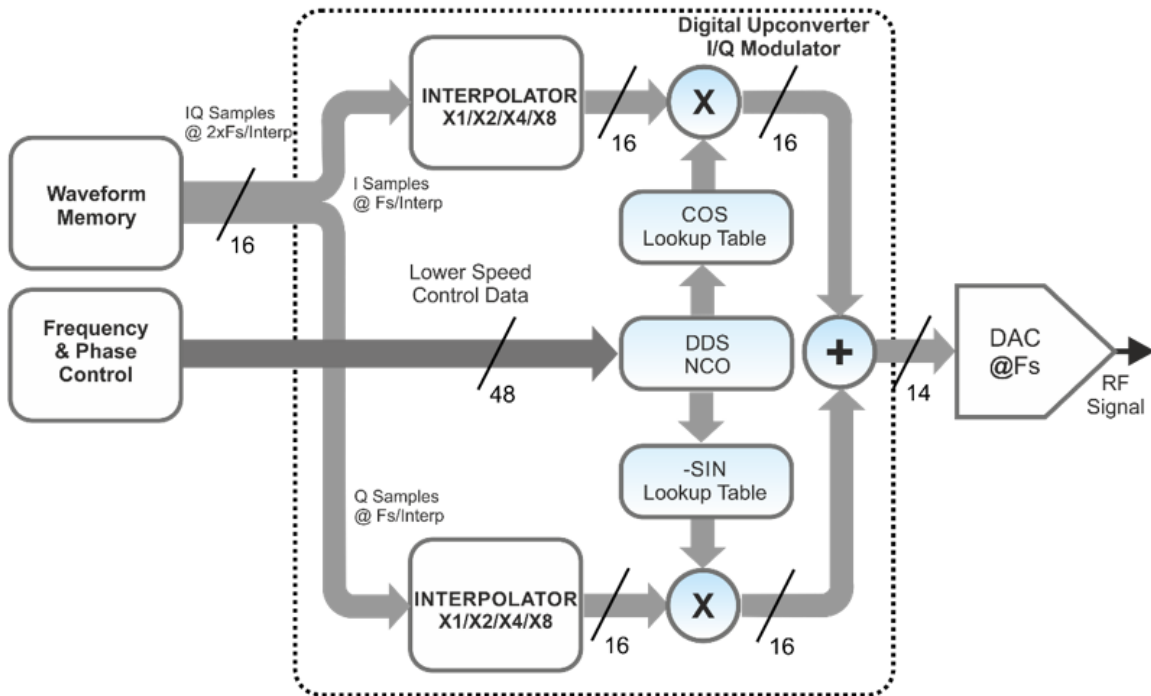 Digital Upconverter
I/Q Modulator
INTERPOLATOR
X1/X2/X4/X8
16
X
16
IQ Samples
@ 2xFs/Interp
Waveform
Memory
16
I Samples
@ Fs/Interp
COS
Lookup Table
Lower Speed
Control Data
Frequency
& Phase
Control
48
DDS
NCO
+
14
DAC
@Fs
RF
Signal
-SIN
Lookup Table
Q Samples
@ Fs/Interp
INTERPOLATOR
X1/X2/X4/X8
16
X
16